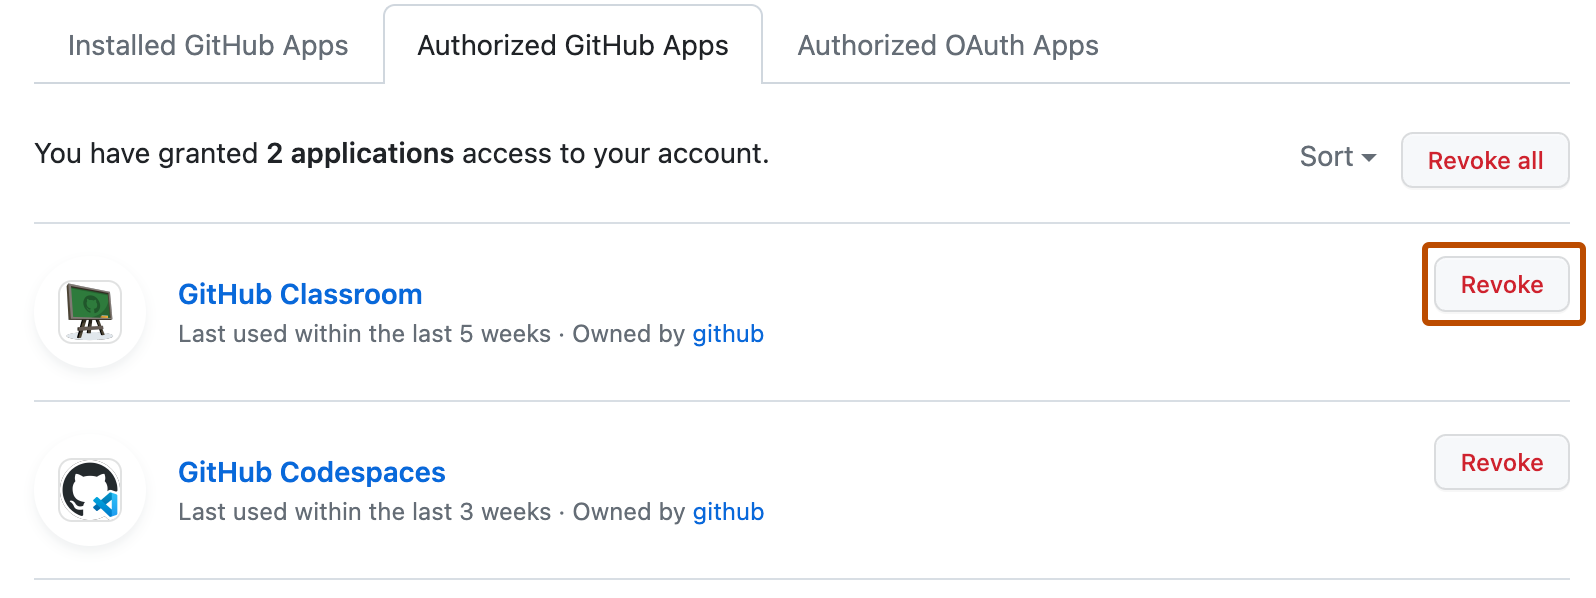 Installed GitHub Apps
Authorized GitHub Apps
Authorized OAuth Apps
You have granted 2 applications access to your account.
Sort
Revoke all
GitHub Classroom
Revoke
Last used within the last 5 weeks · Owned by github
GitHub Codespaces
Revoke
Last used within the last 3 weeks · Owned by github